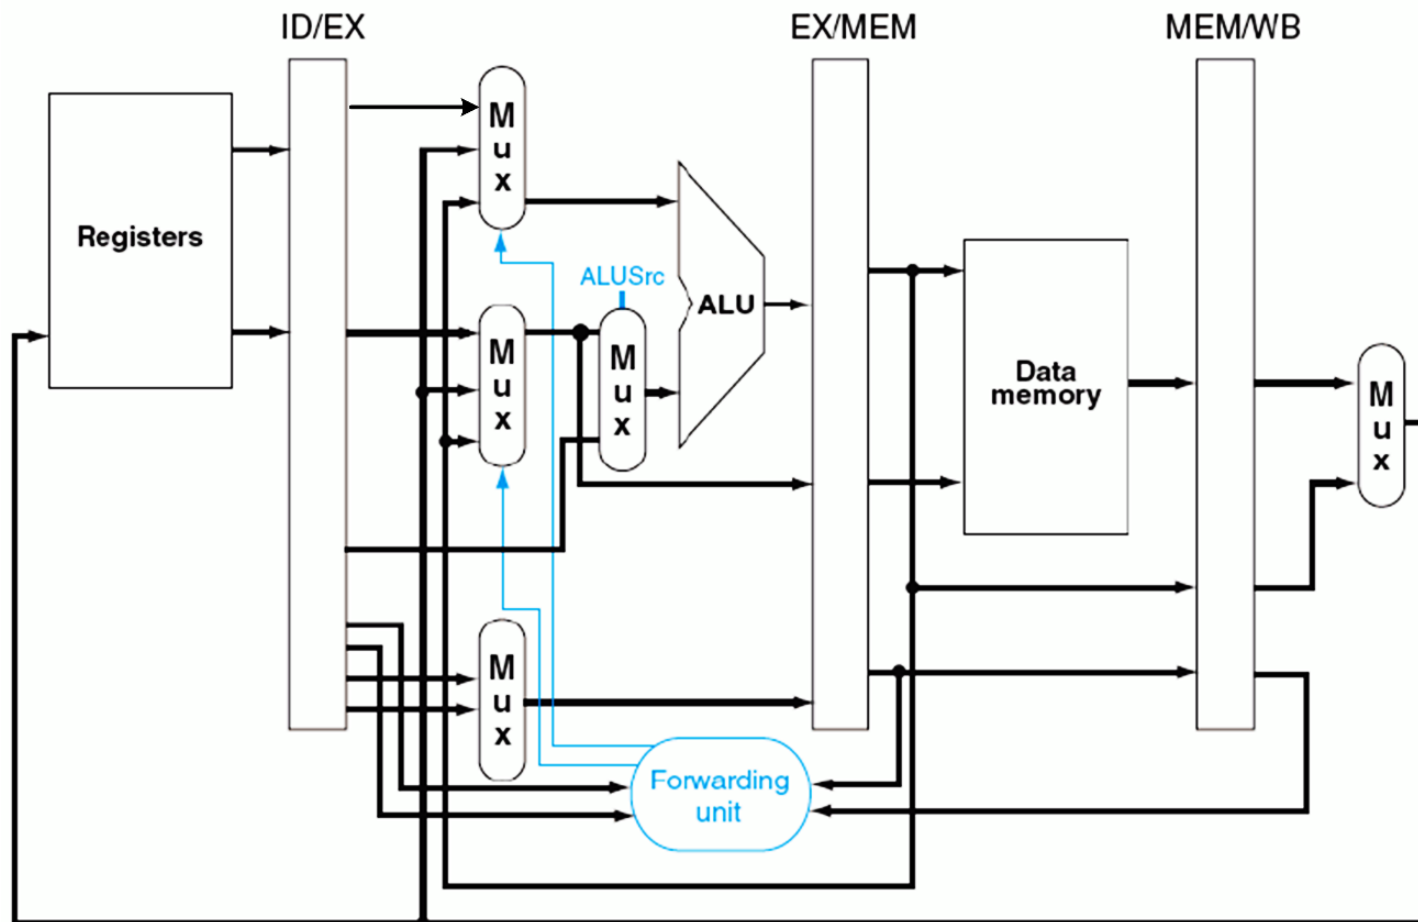 ID/EX
EX/MEM
MEM/WB
M
u
x
Registers
ALUSrc
M
u
x
M
u
x
ALU
Data
memory
M
u
x
M
u
x
Forwarding
unit